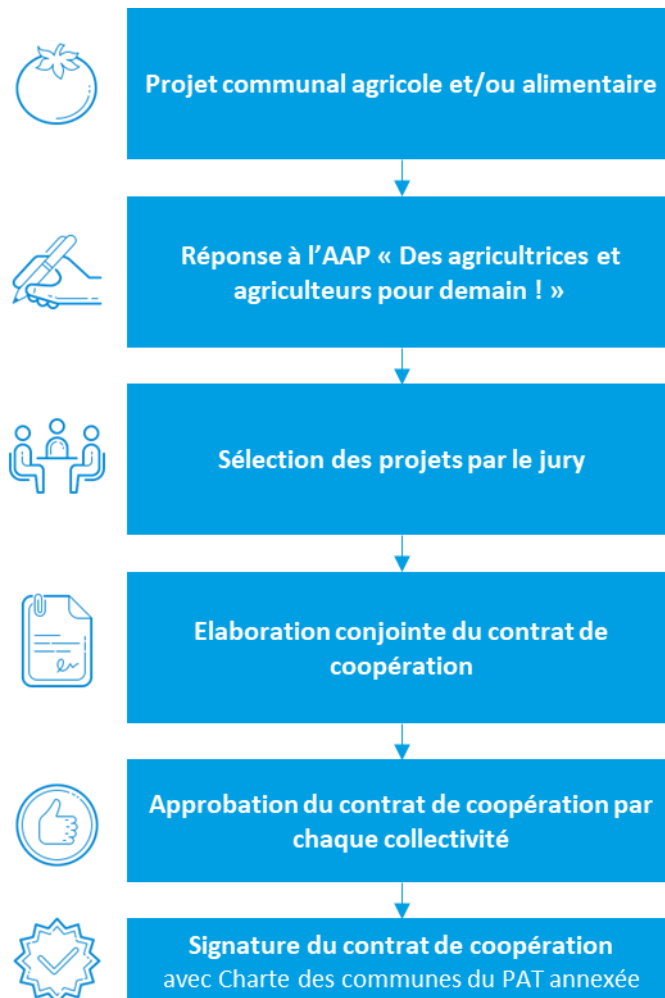 Projet communal agricole et/ou alimentaire
Réponse à l'AAP « Des agricultrices et
agriculteurs pour demain ! »
Sélection des projets par le jury
Elaboration conjointe du contrat de
coopération
Approbation du contrat de coopération par
chaque collectivité
Signature du contrat de coopération
avec Charte des communes du PAT annexée